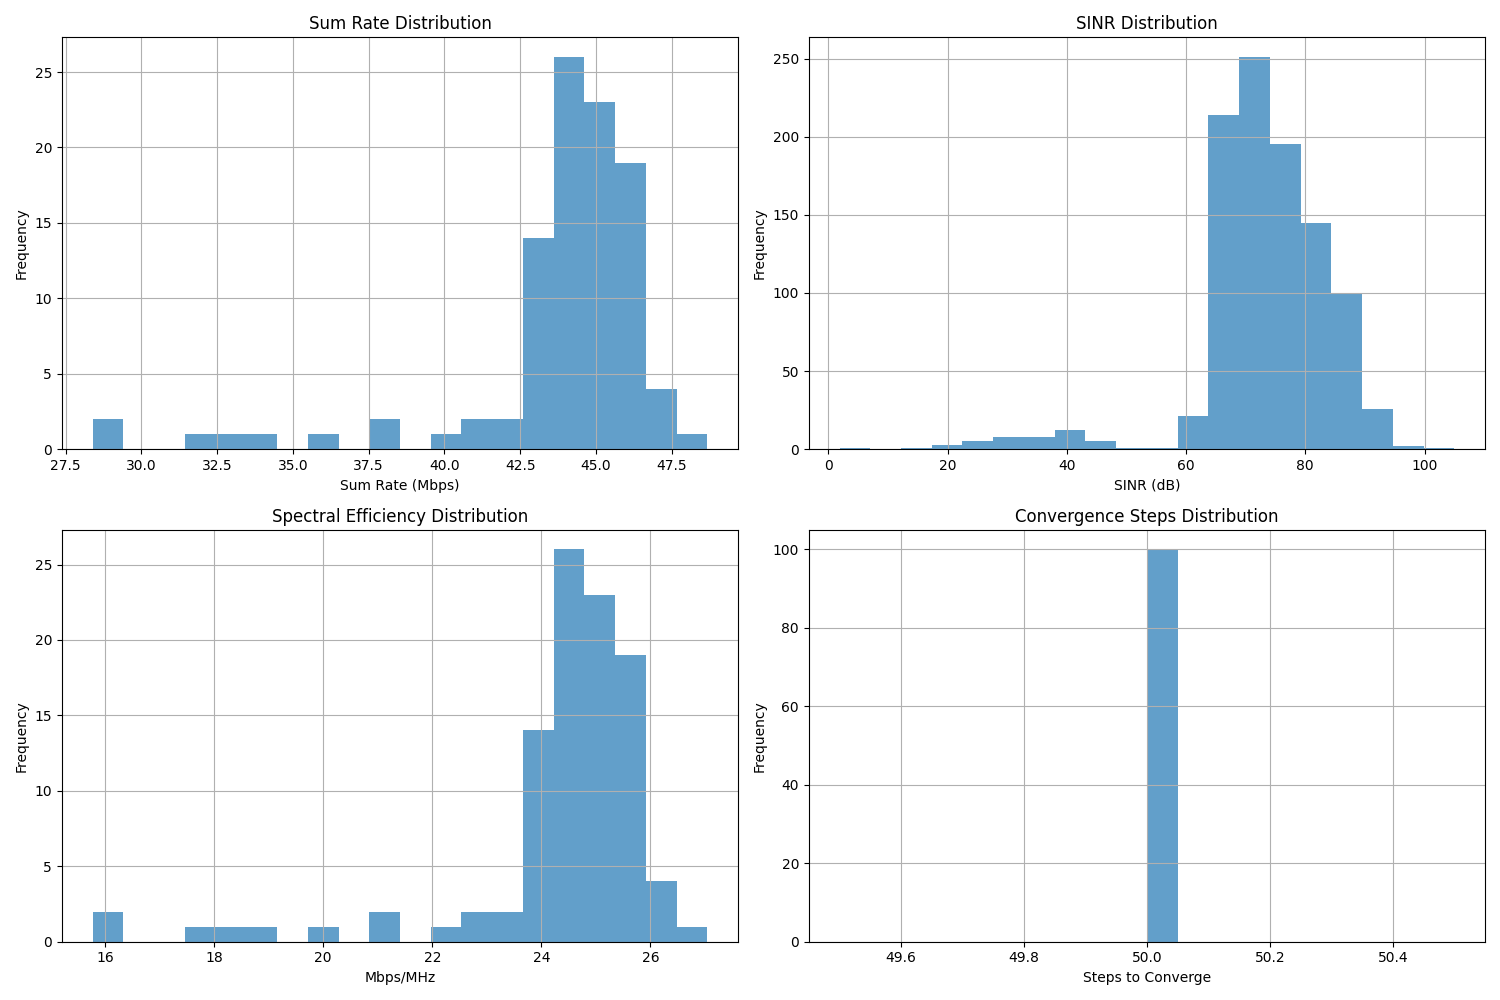 Sum Rate Distribution
Frequency
25
20
15
10
5
0
27.5 30.0 32.5 35.0 37.5 40.0 42.5 45.0 47.5
Sum Rate (Mbps)
SINR Distribution
Frequency
250
200
150
100
50
0
0 20 40 60 80 100
SINR (dB)
Spectral Efficiency Distribution
Frequency
25
20
15
10
5
0
16 18 20 22 24 26
Mbps/MHz
Convergence Steps Distribution
Frequency
100
80
60
40
20
0
49.6 49.8 50.0 50.2 50.4
Steps to Converge